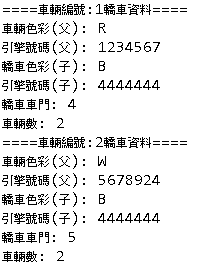 ====車輛編號:1轎車資料====
車輛色彩(父): R
引擎號碼(父): 1234567
轎車色彩(子): B
引擎號碼(子): 4444444
轎車車門: 4
車輛數: 2
====車輛編號:2轎車資料====
車輛色彩(父): W
引擎號碼(父): 5678924
轎車色彩(子): B
引擎號碼(子): 4444444
轎車車門: 5
車輛數: 2